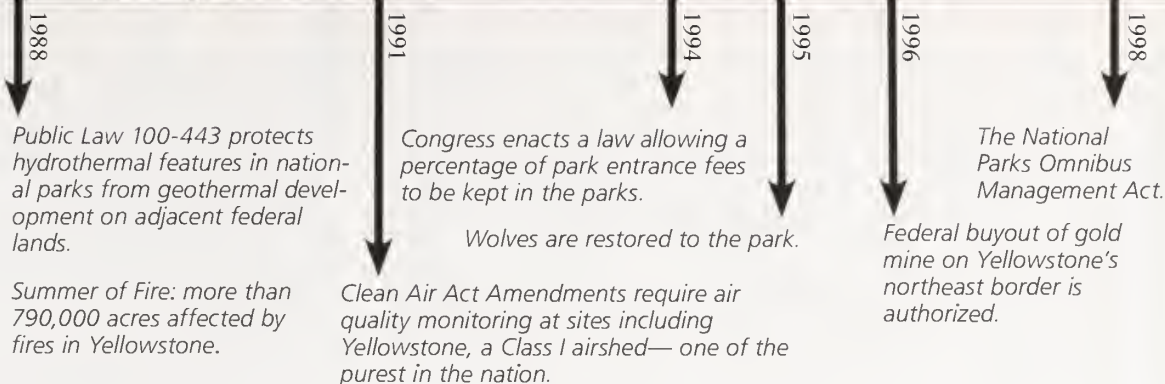 1988
Public Law 100-443 protects
hydrothermal features in nation-
al parks from geothermal devel-
opment on adjacent federal
lands.
Summer of Fire: more than
790,000 acres affected by
fires in Yellowstone.
1991
Clean Air Act Amendments require air
quality monitoring at sites including
Yellowstone, a Class I airshed— one of the
purest in the nation.
1994
Congress enacts a law allowing a
percentage of park entrance fees
to be kept in the parks.
1995
Wolves are restored to the park.
1996
Federal buyout of gold
mine on Yellowstone's
northeast border is
authorized.
1998
The National
Parks Omnibus
Management Act.